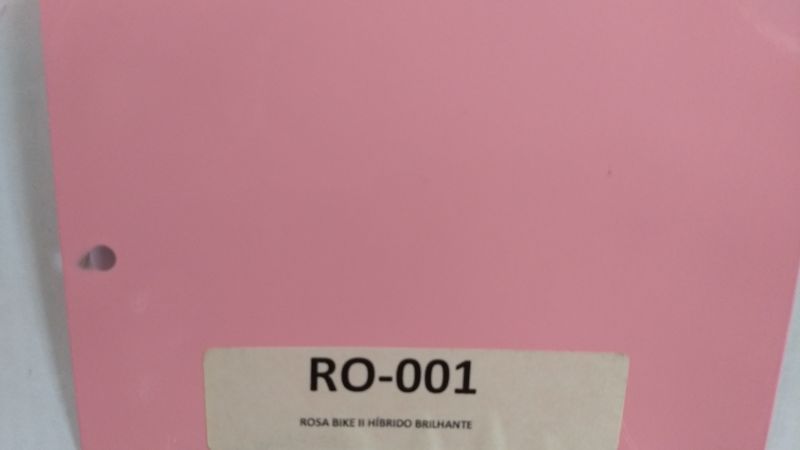 RO-001
ROSA BIKE II HÍBRIDO BRILHANTE